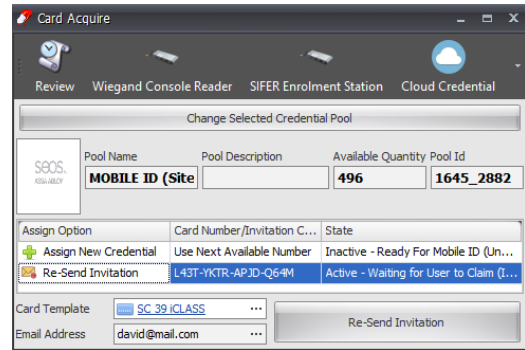 Card Acquire
Review Wiegand Console Reader SIFER Enrolment Station Cloud Credential
Change Selected Credential Pool
Pool Name Pool Description Available Quantity Pool Id
seos.
ASSA ABLOY
MOBILE ID (Site 496 1645_2882
Assign Option Card Number/Invitation C... State
Assign New Credential Use Next Available Number Inactive - Ready For Mobile ID (Un...
Re-Send Invitation L43T-YKTR-APJD-Q64M Active - Waiting for User to Claim (I...
Card Template SC 39 iCLASS ...
Re-Send Invitation
Email Address david@mail.com ...